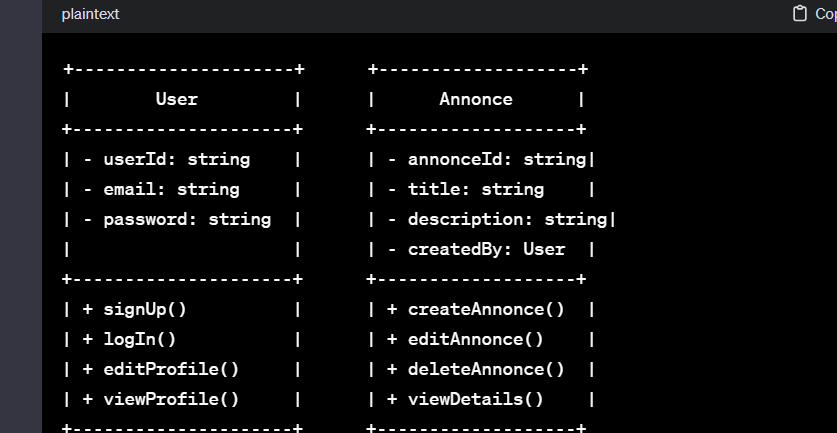 plaintext Cop
+---------------------+      +-------------------+
|        User         |      |      Annonce      |
+---------------------+      +-------------------+
| - userId: string    |      | - annonceId: string|
| - email: string     |      | - title: string    |
| - password: string  |      | - description: string|
|                     |      | - createdBy: User  |
+---------------------+      +-------------------+
| + signUp()          |      | + createAnnonce()  |
| + logIn()           |      | + editAnnonce()    |
| + editProfile()     |      | + deleteAnnonce()  |
| + viewProfile()     |      | + viewDetails()    |
+---------------------+      +-------------------+